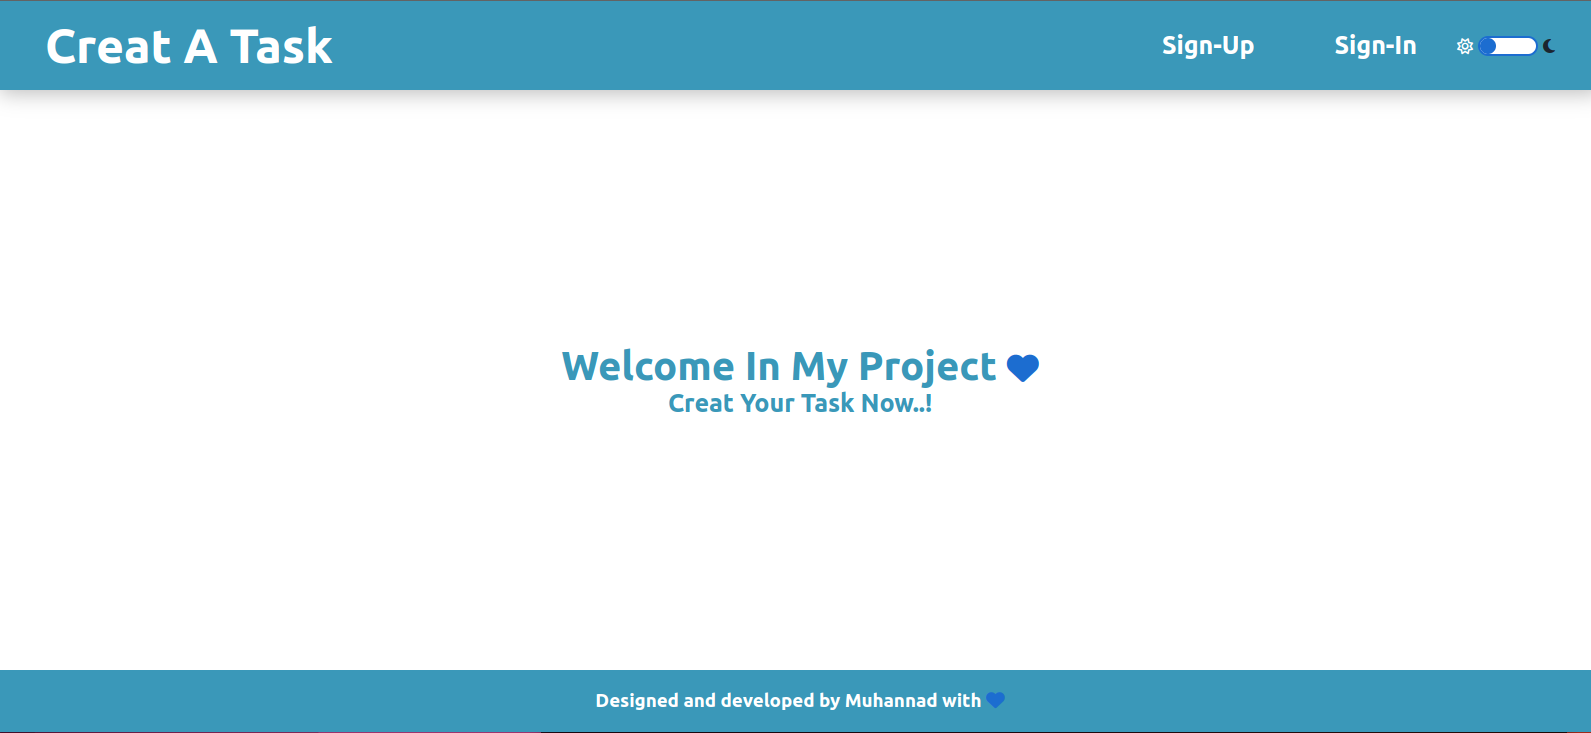 Creat A Task
Sign-Up
Sign-In
Welcome In My Project
Creat Your Task Now..!
Designed and developed by Muhannad with